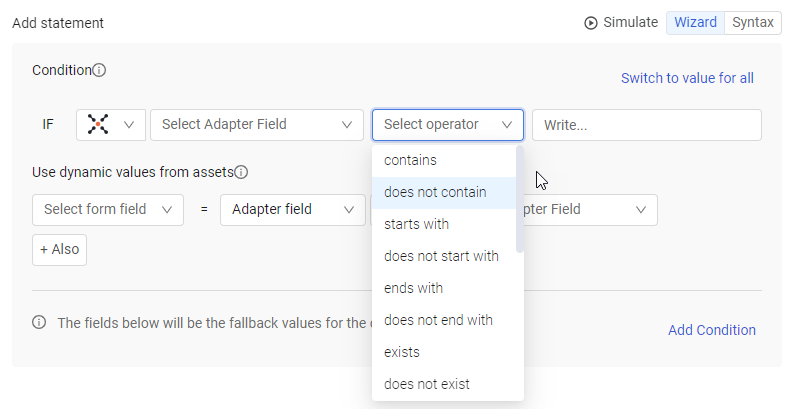 Add statement
Simulate
Wizard
Syntax
Condition
Switch to value for all
IF
Select Adapter Field
Select operator
Write...
contains
does not contain
starts with
does not start with
ends with
does not end with
exists
does not exist
Use dynamic values from assets
Select form field
=
Adapter field
Field
+ Also
The fields below will be the fallback values for the
Add Condition